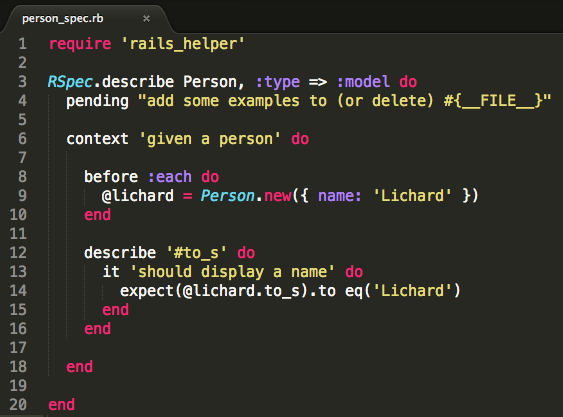 person_spec.rb ×
1 require 'rails_helper'
2
3 RSpec.describe Person, :type => :model do
4   pending "add some examples to (or delete) #{__FILE__}"
5
6   context 'given a person' do
7
8     before :each do
9       @lichard = Person.new({ name: 'Lichard' })
10     end
11
12     describe '#to_s' do
13       it 'should display a name' do
14         expect(@lichard.to_s).to eq('Lichard')
15       end
16     end
17
18   end
19
20 end